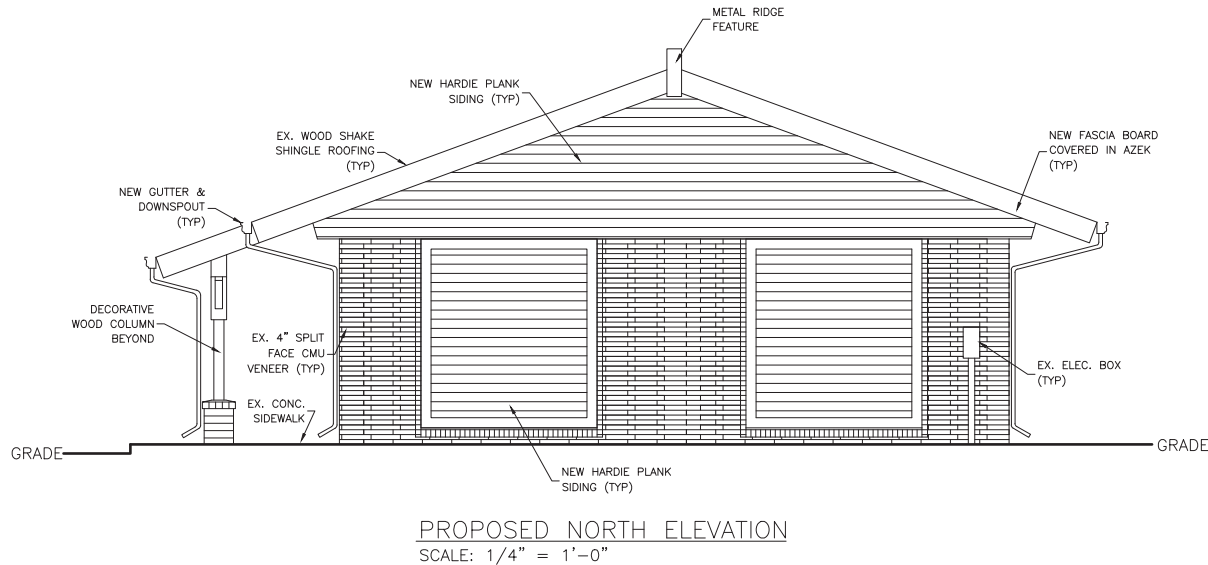 METAL RIDGE
FEATURE
NEW HARDIE PLANK
SIDING (TYP)
EX. WOOD SHAKE
SHINGLE ROOFING
(TYP)
NEW FASCIA BOARD
COVERED IN AZEK
(TYP)
NEW GUTTER &
DOWNSPOUT
(TYP)
DECORATIVE
WOOD COLUMN
BEYOND
EX. 4" SPLIT
FACE CMU
VENEER (TYP)
EX. ELEC. BOX
(TYP)
EX. CONC.
SIDEWALK
GRADE
GRADE
NEW HARDIE PLANK
SIDING (TYP)
PROPOSED NORTH ELEVATION
SCALE: 1/4" = 1'-0"